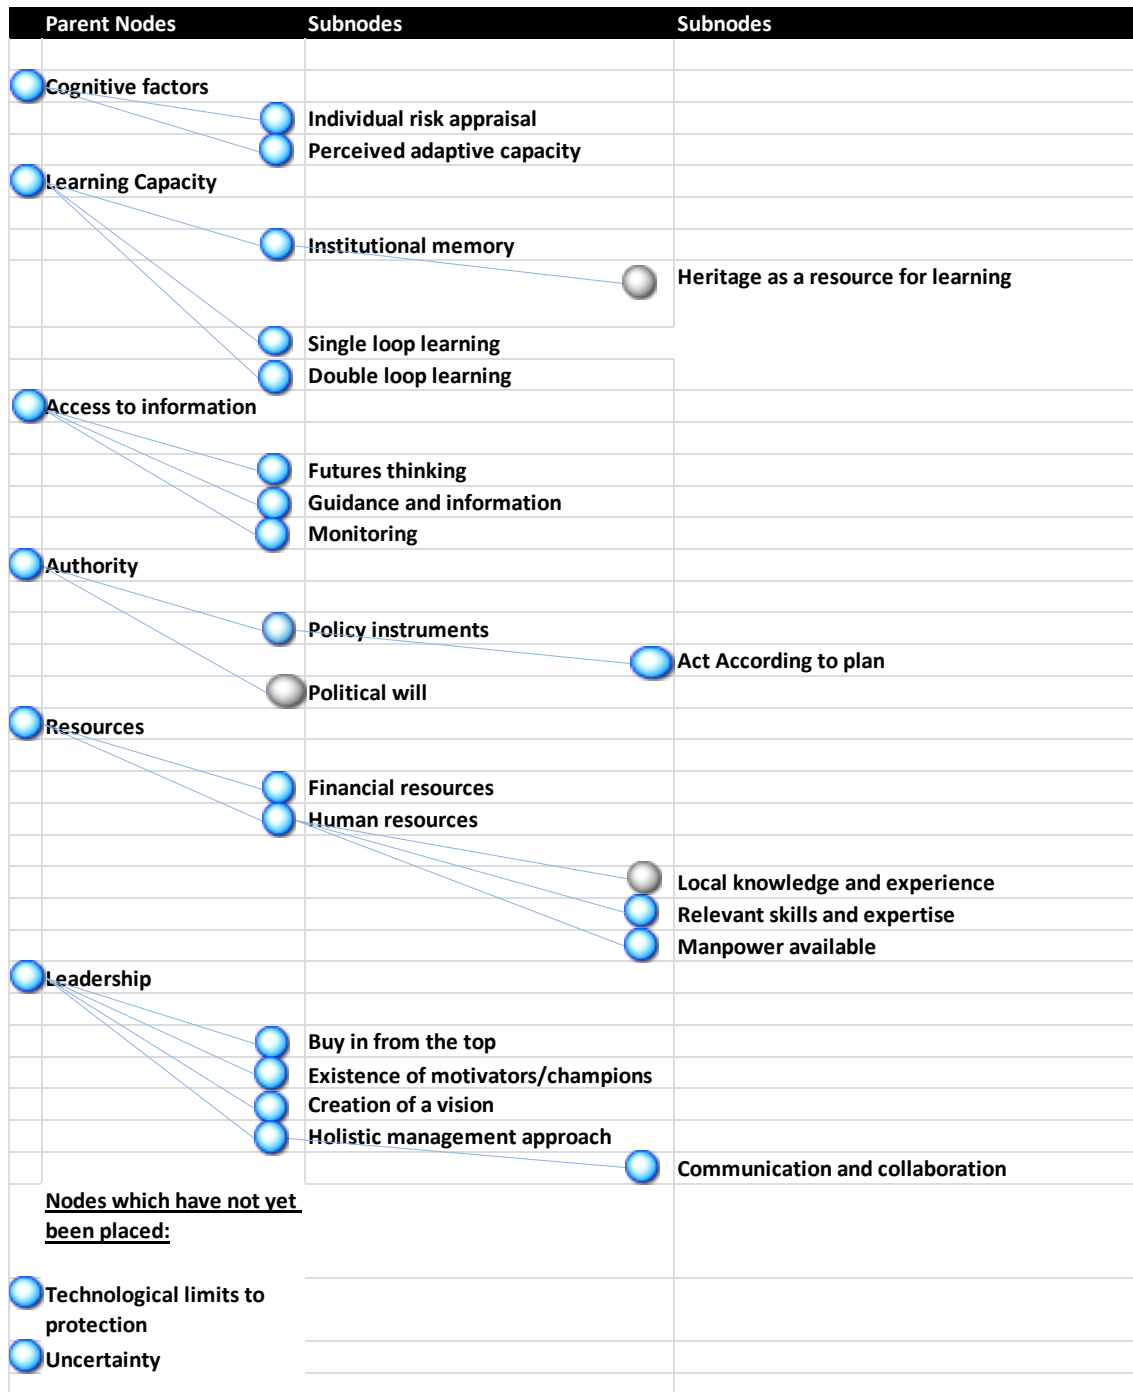 Parent Nodes Subnodes Subnodes
Cognitive factors
Individual risk appraisal
Perceived adaptive capacity
Learning Capacity
Institutional memory
Heritage as a resource for learning
Single loop learning
Double loop learning
Access to information
Futures thinking
Guidance and information
Monitoring
Authority
Policy instruments
Act According to plan
Political will
Resources
Financial resources
Human resources
Local knowledge and experience
Relevant skills and expertise
Manpower available
Leadership
Buy in from the top
Existence of motivators/champions
Creation of a vision
Holistic management approach
Communication and collaboration
Nodes which have not yet
been placed:
Technological limits to
protection
Uncertainty